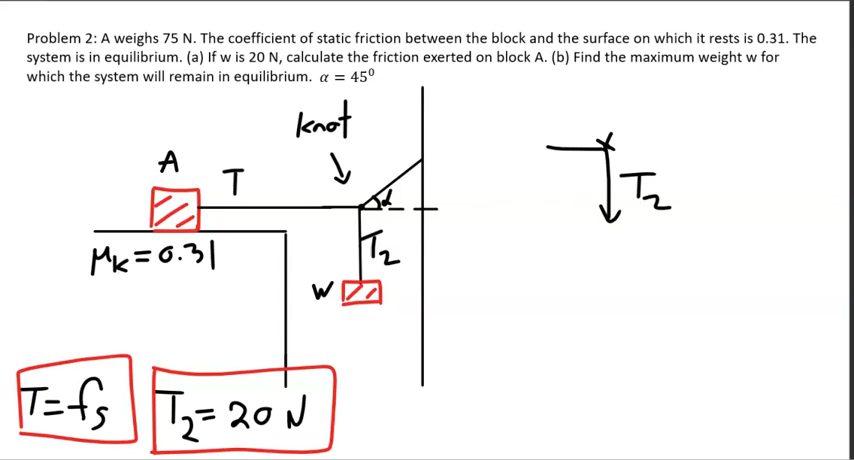 Problem 2: A weighs 75 N. The coefficient of static friction between the block and the surface on which it rests is 0.31. The
system is in equilibrium. (a) If w is 20 N, calculate the friction exerted on block A. (b) Find the maximum weight w for
which the system will remain in equilibrium. α = 45⁰
knot
A
T
α
T₂
μₖ = 0.31
T₂
W
T = fₛ
T₂ = 20 N